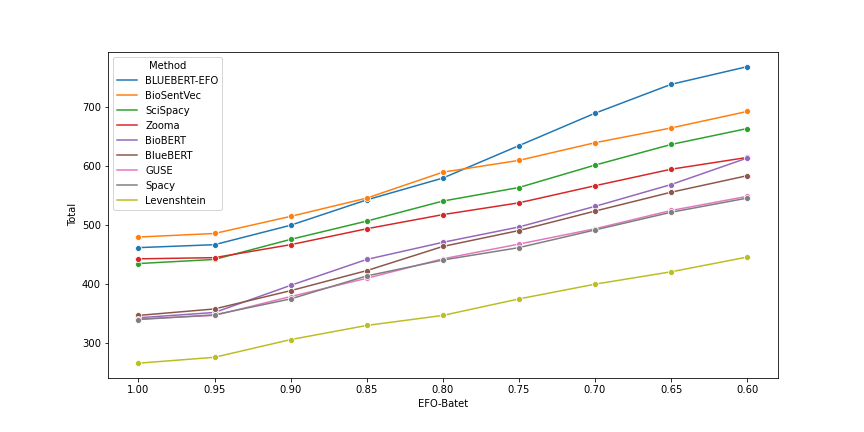 Method
BLUEBERT-EFO
BioSentVec
SciSpacy
Zooma
BioBERT
BlueBERT
GUSE
Spacy
Levenshtein
Total
700
600
500
400
300
1.00 0.95 0.90 0.85 0.80 0.75 0.70 0.65 0.60
EFO-Batet